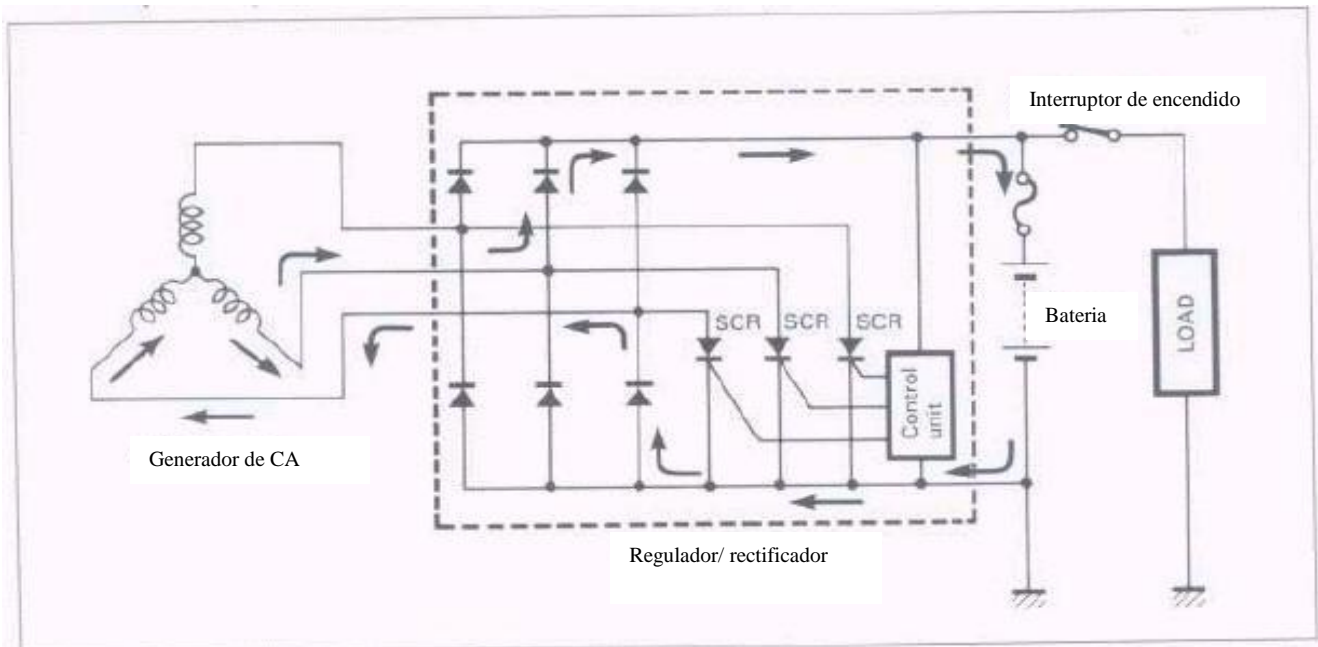 Interruptor de encendido
SCR SCR SCR
Bateria
LOAD
Control
unit
Generador de CA
Regulador/ rectificador